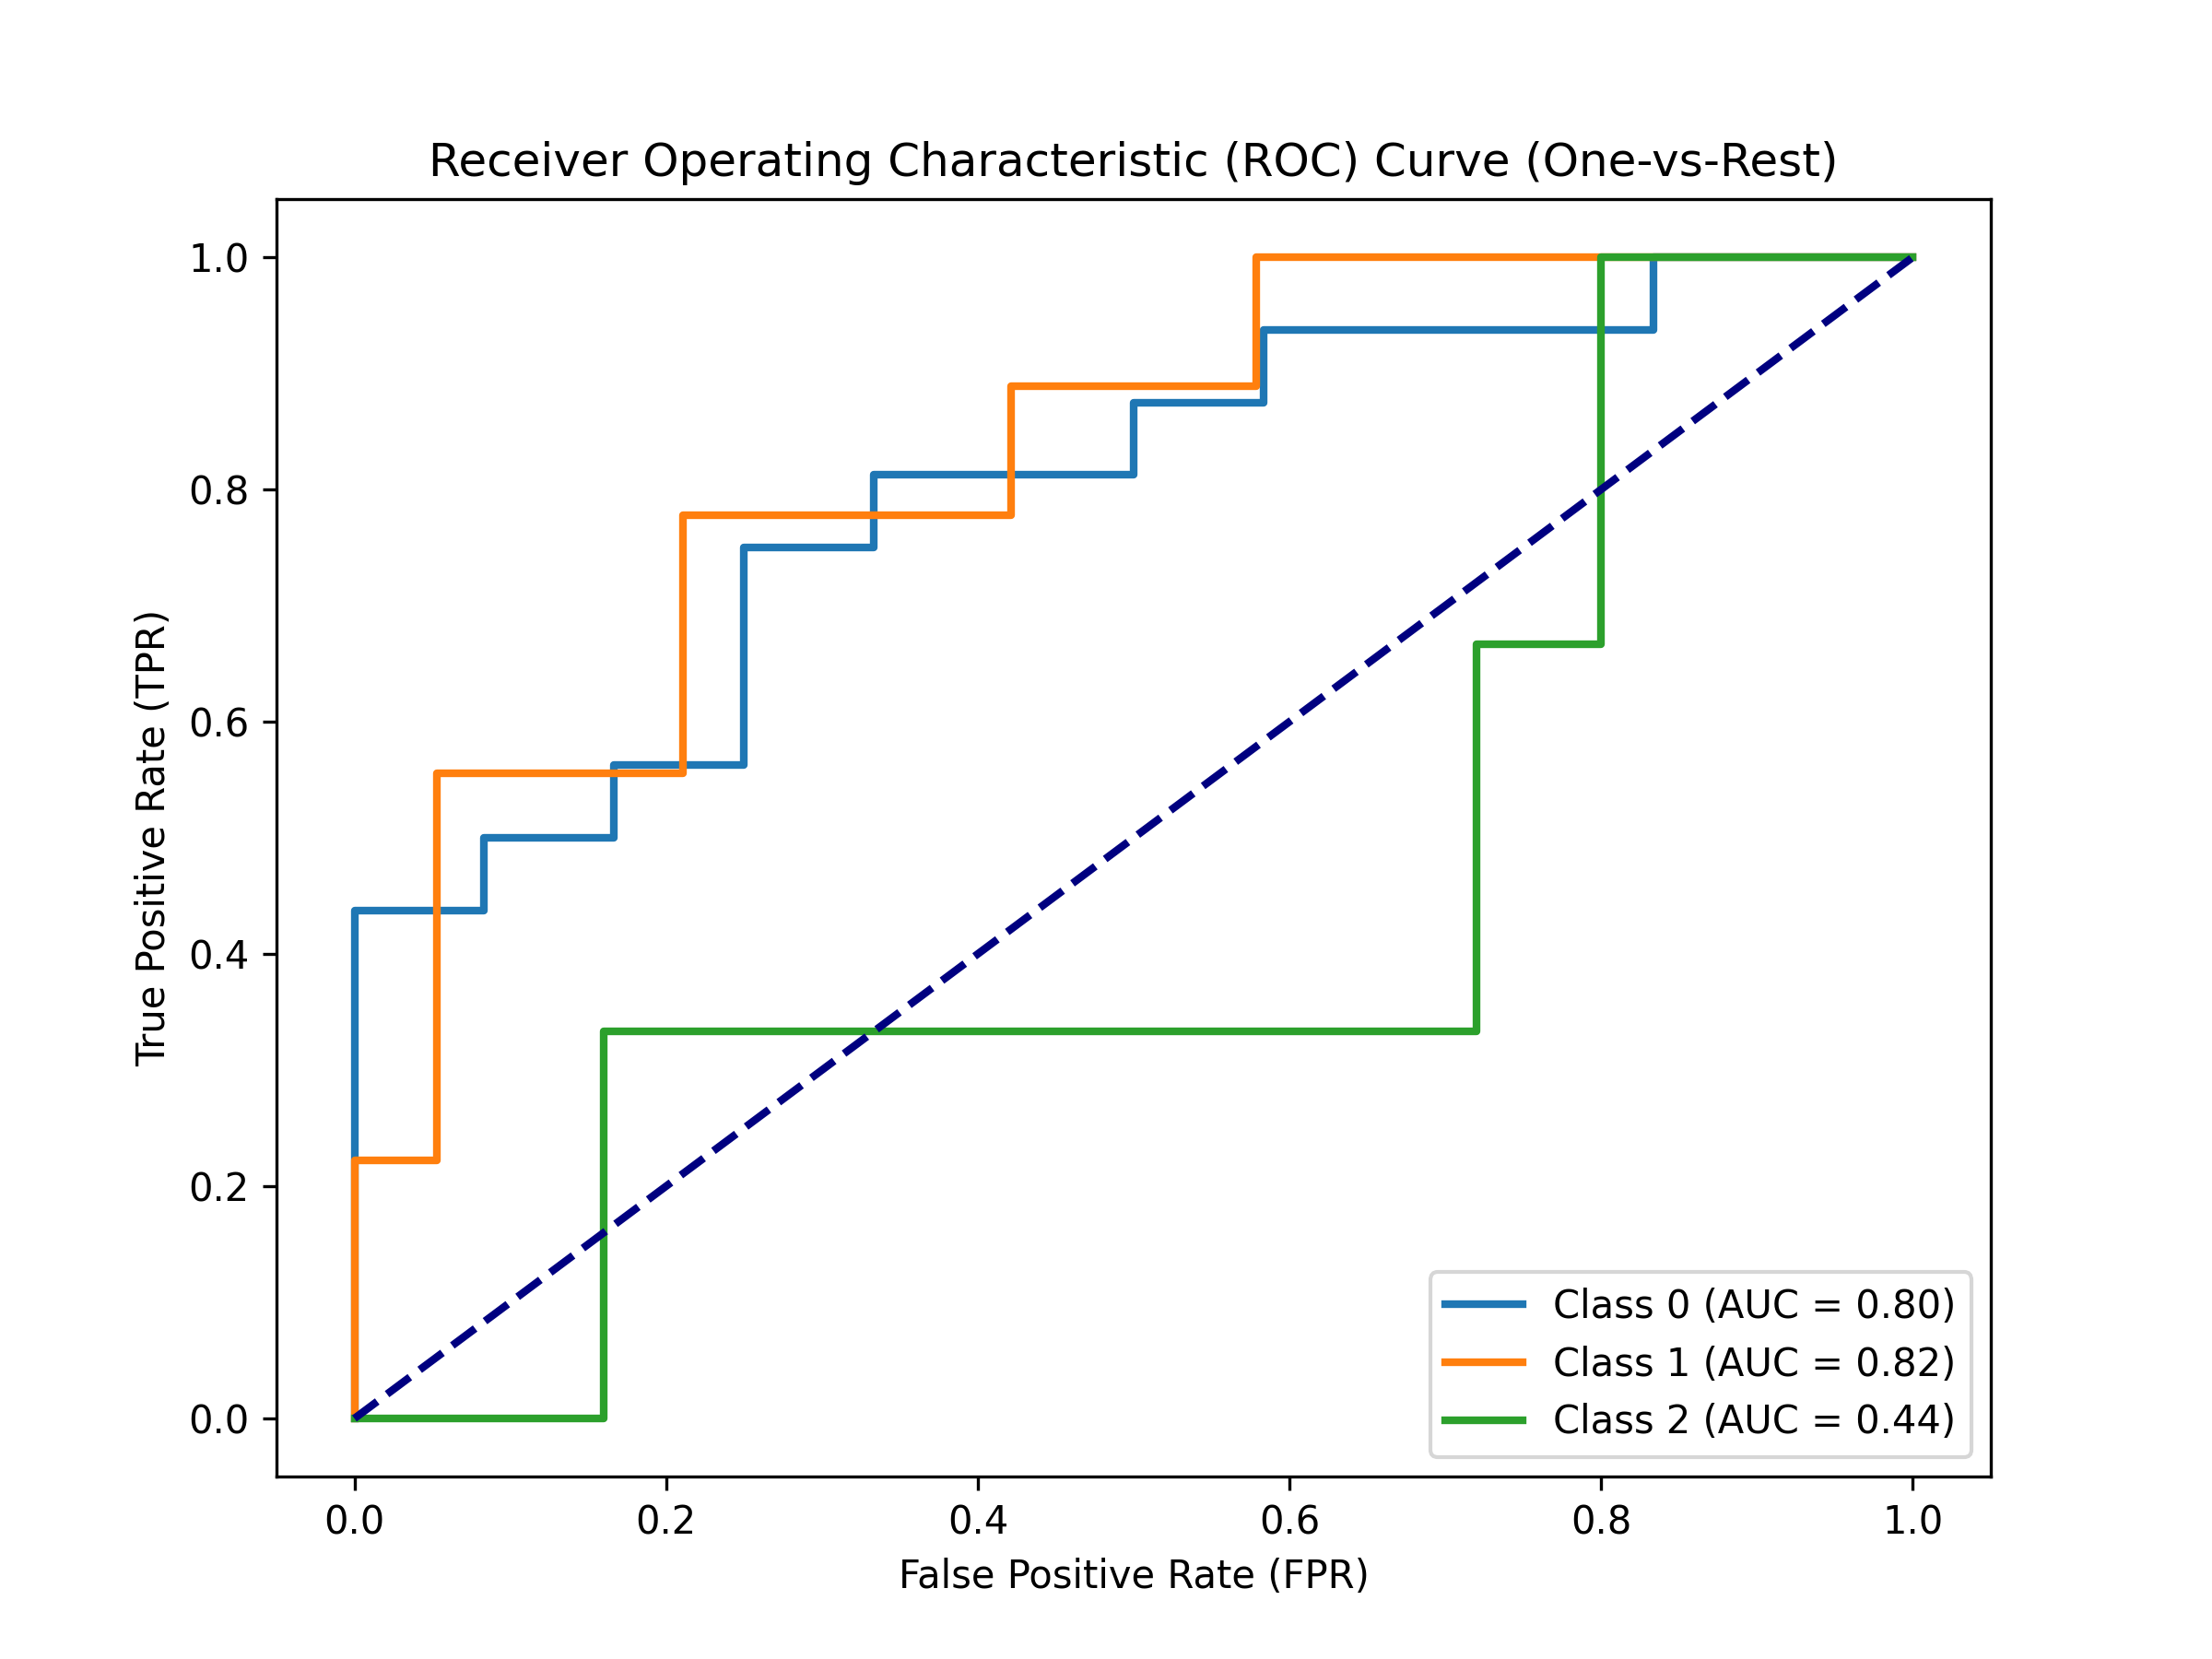 Receiver Operating Characteristic (ROC) Curve (One-vs-Rest)
True Positive Rate (TPR)
1.0
0.8
0.6
0.4
0.2
0.0
0.0 0.2 0.4 0.6 0.8 1.0
False Positive Rate (FPR)
Class 0 (AUC = 0.80)
Class 1 (AUC = 0.82)
Class 2 (AUC = 0.44)